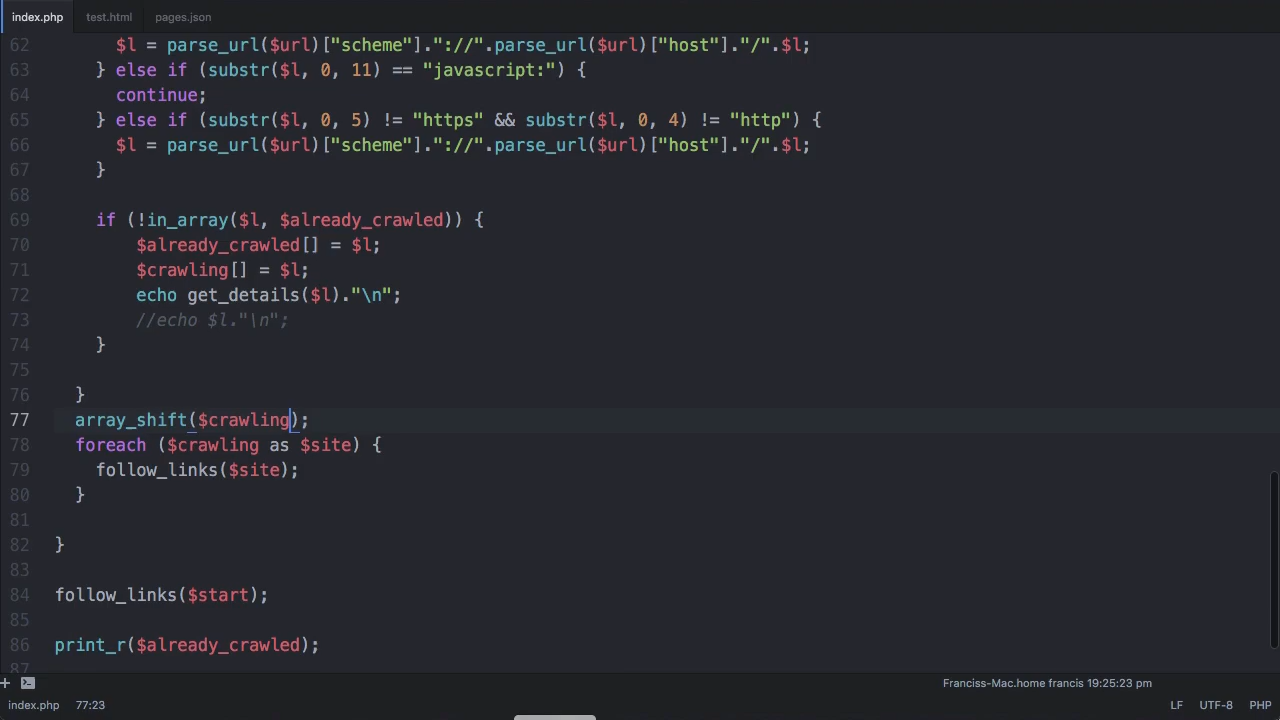 index.php test.html pages.json
62 $l = parse_url($url)["scheme"]."://".parse_url($url)["host"]."/".$l;
63 } else if (substr($l, 0, 11) == "javascript:") {
64 continue;
65 } else if (substr($l, 0, 5) != "https" && substr($l, 0, 4) != "http") {
66 $l = parse_url($url)["scheme"]."://".parse_url($url)["host"]."/".$l;
67 }
68
69 if (!in_array($l, $already_crawled)) {
70 $already_crawled[] = $l;
71 $crawling[] = $l;
72 echo get_details($l)."\n";
73 //echo $l."\n";
74 }
75
76 }
77 array_shift($crawling);
78 foreach ($crawling as $site) {
79 follow_links($site);
80 }
81
82 }
83
84 follow_links($start);
85
86 print_r($already_crawled);
87
Franciss-Mac.home francis 19:25:23 pm
index.php 77:23 LF UTF-8 PHP